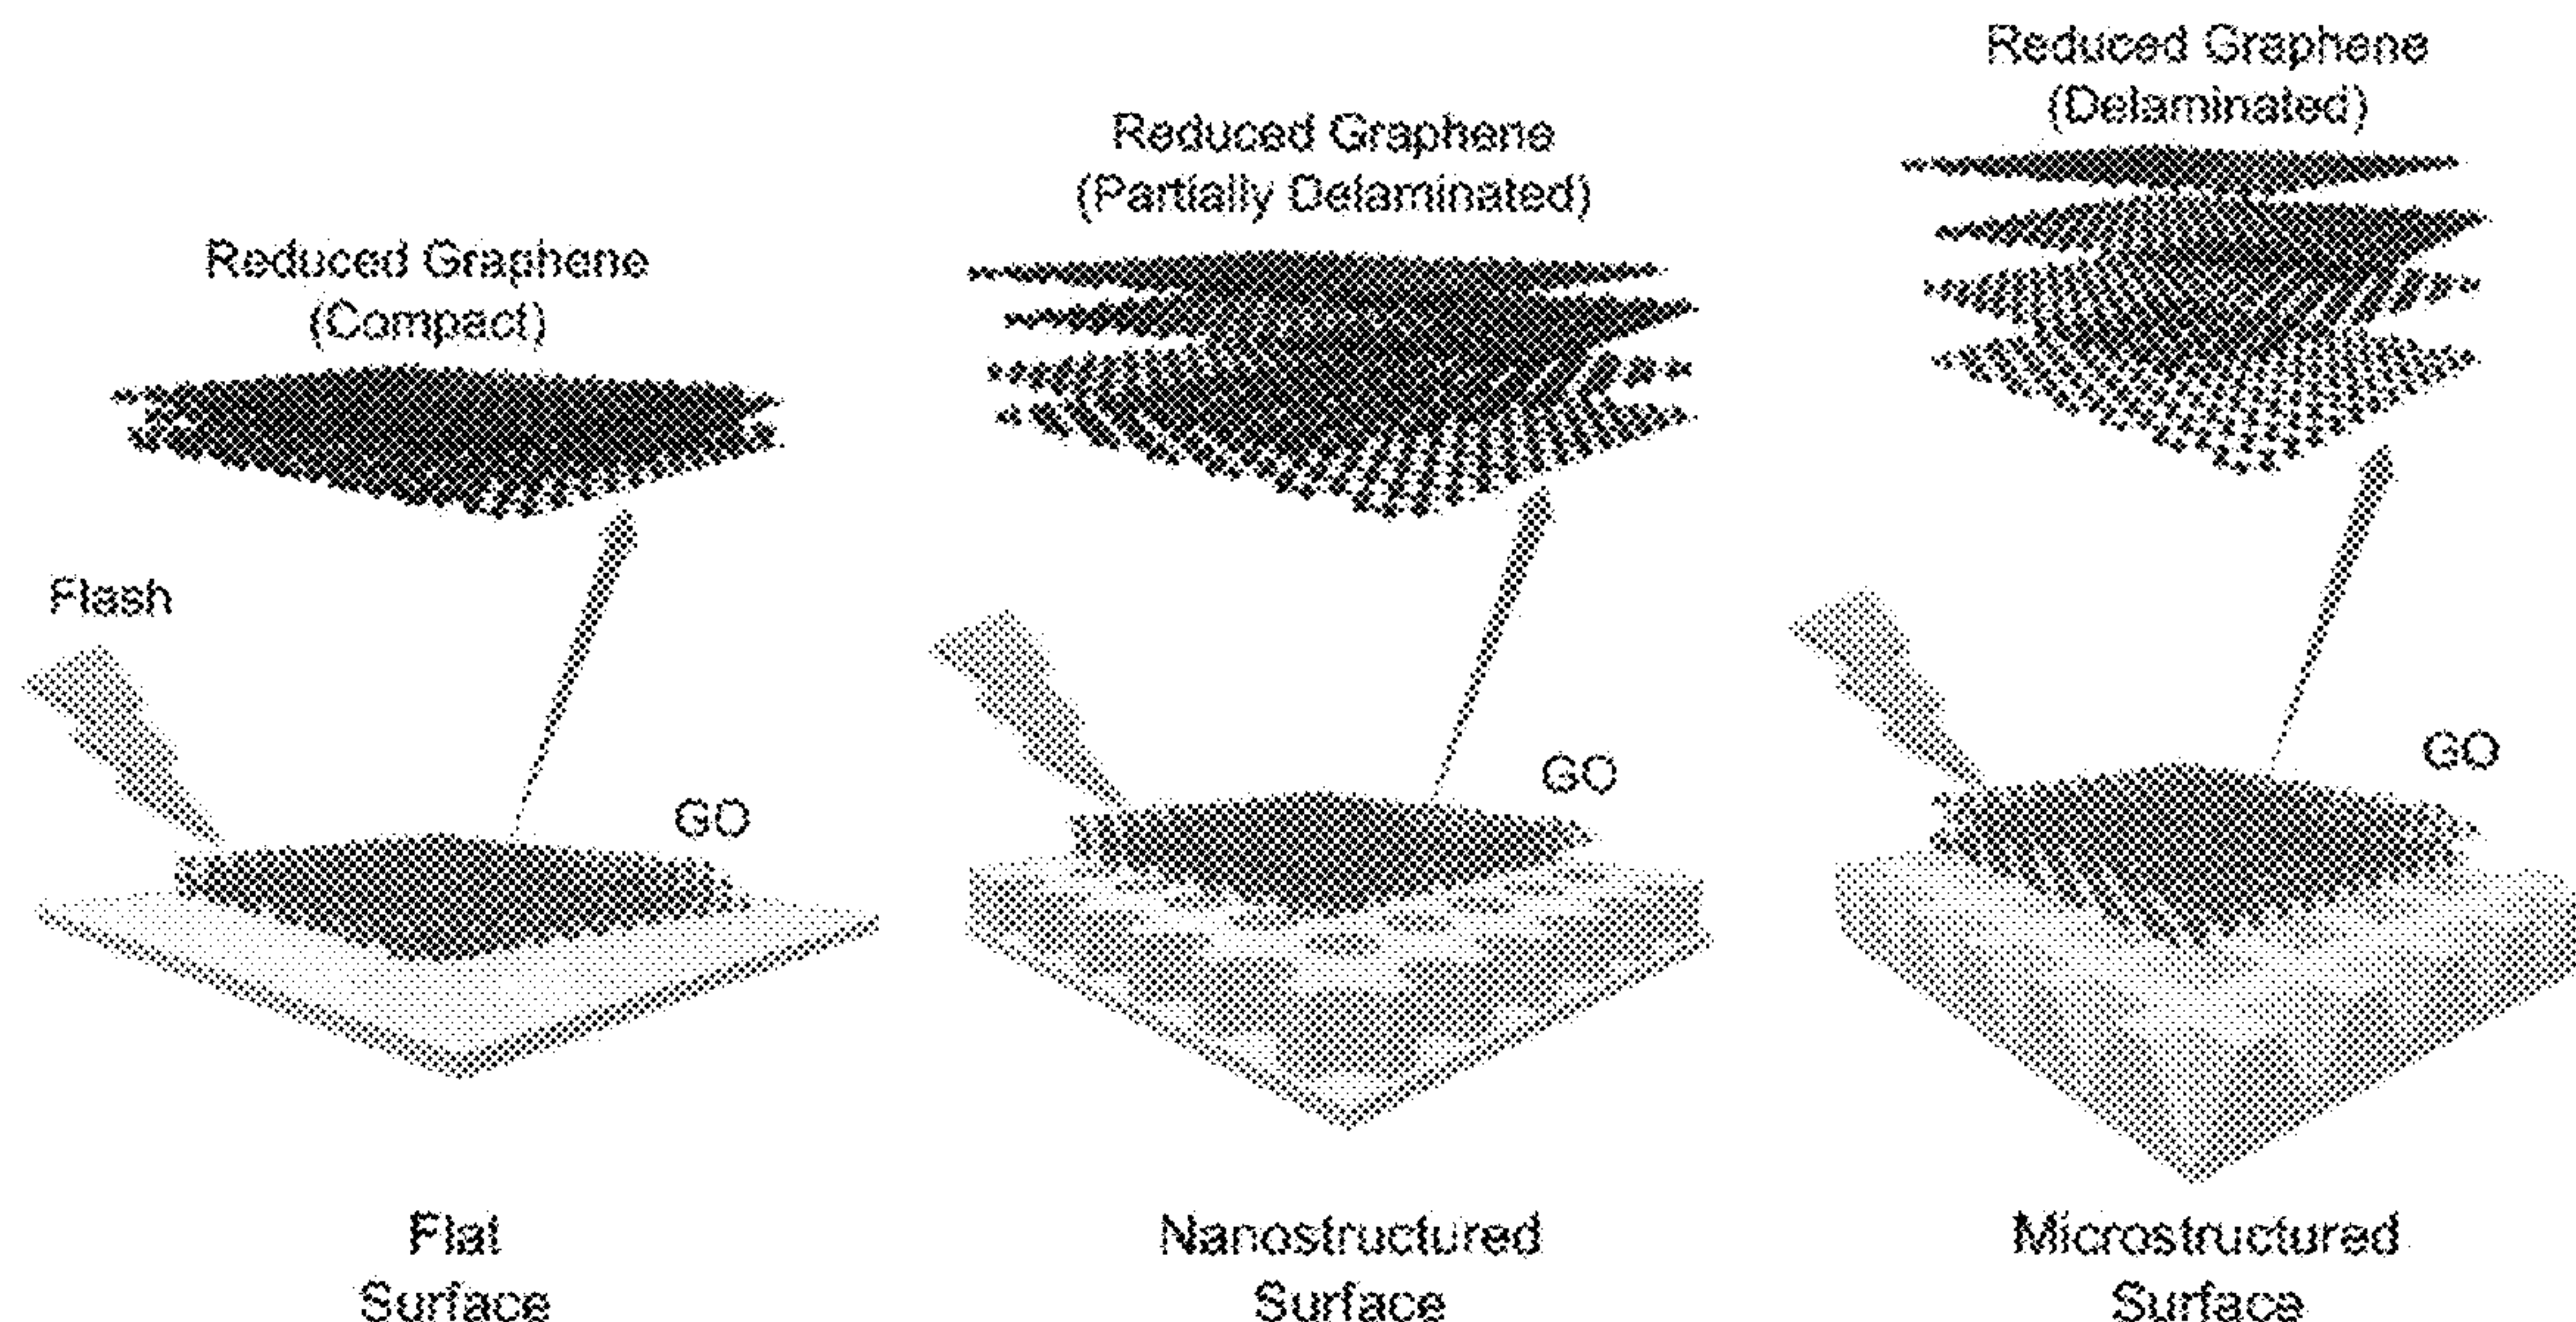 Reduced Graphene
(Compact)
Flash
GO
Flat
Surface
Reduced Graphene
(Partially Delaminated)
GO
Nanostructured
Surface
Reduced Graphene
(Delaminated)
GO
Microstructured
Surface